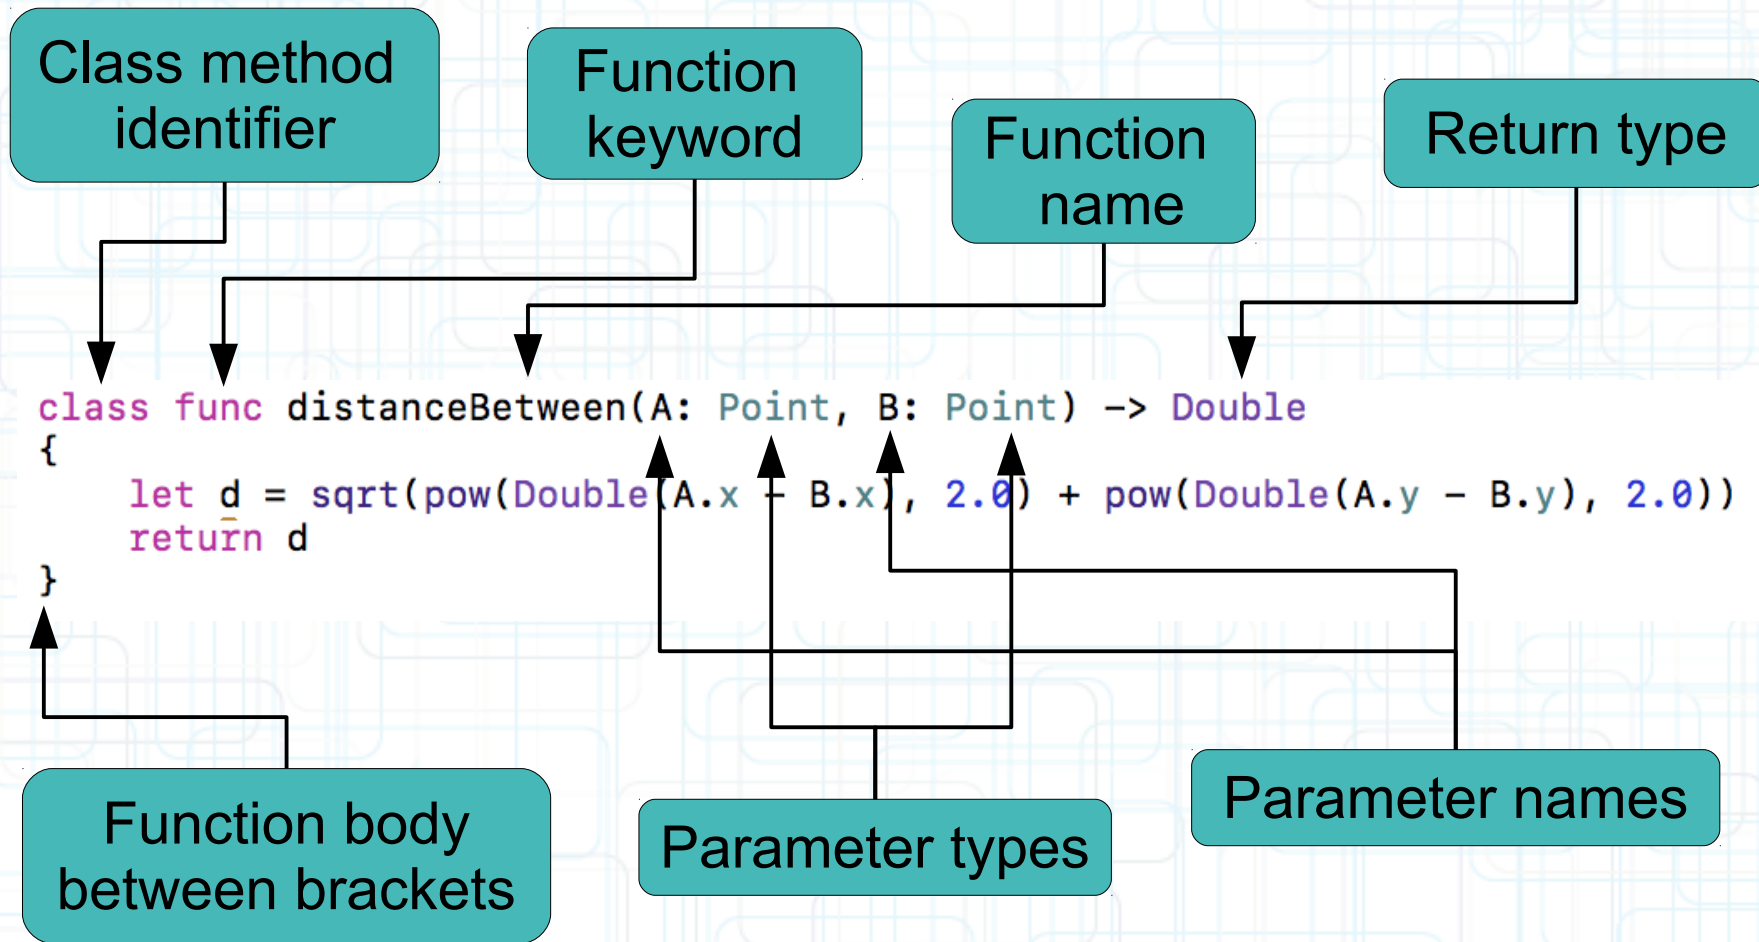 Class method
identifier
Function
keyword
Function
name
Return type
class func distanceBetween(A: Point, B: Point) -> Double
{
    let d = sqrt(pow(Double(A.x - B.x), 2.0) + pow(Double(A.y - B.y), 2.0))
    return d
}
Function body
between brackets
Parameter types
Parameter names